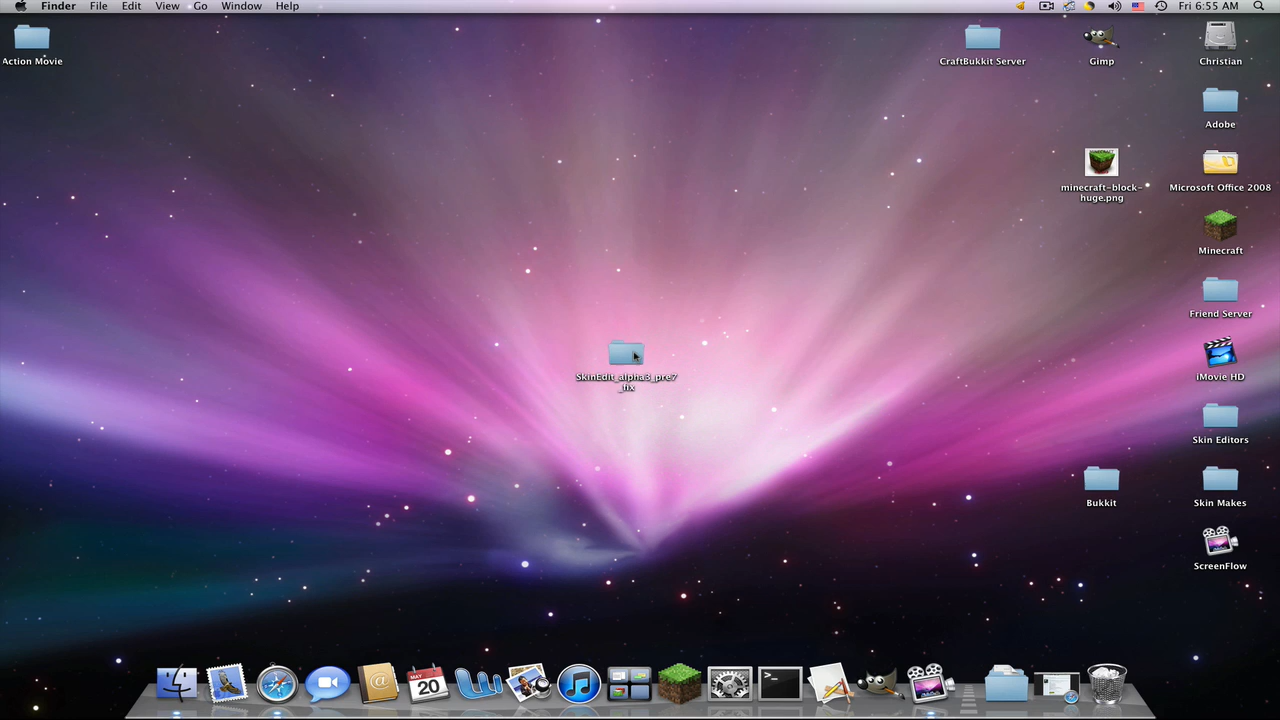 Finder File Edit View Go Window Help
Fri 6:55 AM
Action Movie
CraftBukkit Server
Gimp
Christian
Adobe
minecraft-block-
huge.png
Microsoft Office 2008
Minecraft
Friend Server
SkinEdit_alpha3_pre7
_fix
iMovie HD
Skin Editors
Bukkit
Skin Makes
ScreenFlow
MAY
20
@
>_